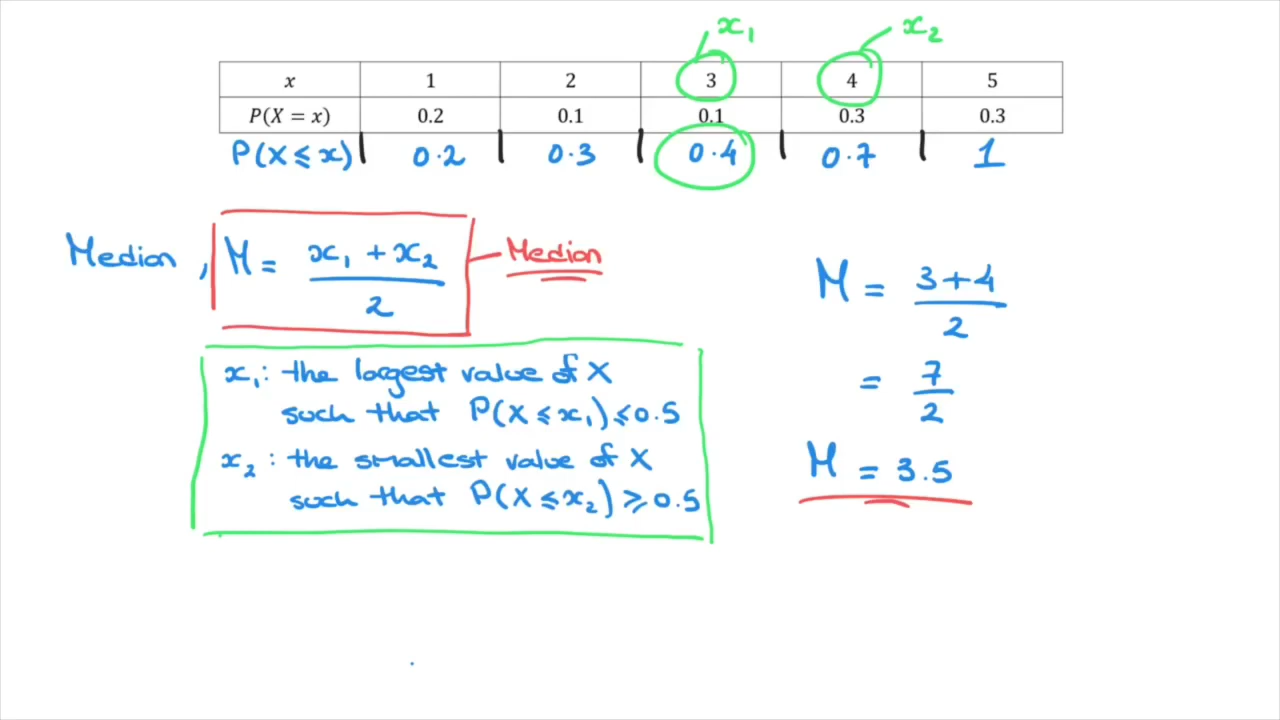 x₁ x₂
x 1 2 3 4 5
P(X = x) 0.2 0.1 0.1 0.3 0.3
P(X ⩽ x) 0.2 0.3 0.4 0.7 1
Median, M = x₁ + x₂ / 2 Median
x₁ : the largest value of X
such that P(X ⩽ x₁) ⩽ 0.5
x₂ : the smallest value of X
such that P(X ⩽ x₂) ⩾ 0.5
M = 3 + 4 / 2
= 7 / 2
M = 3.5